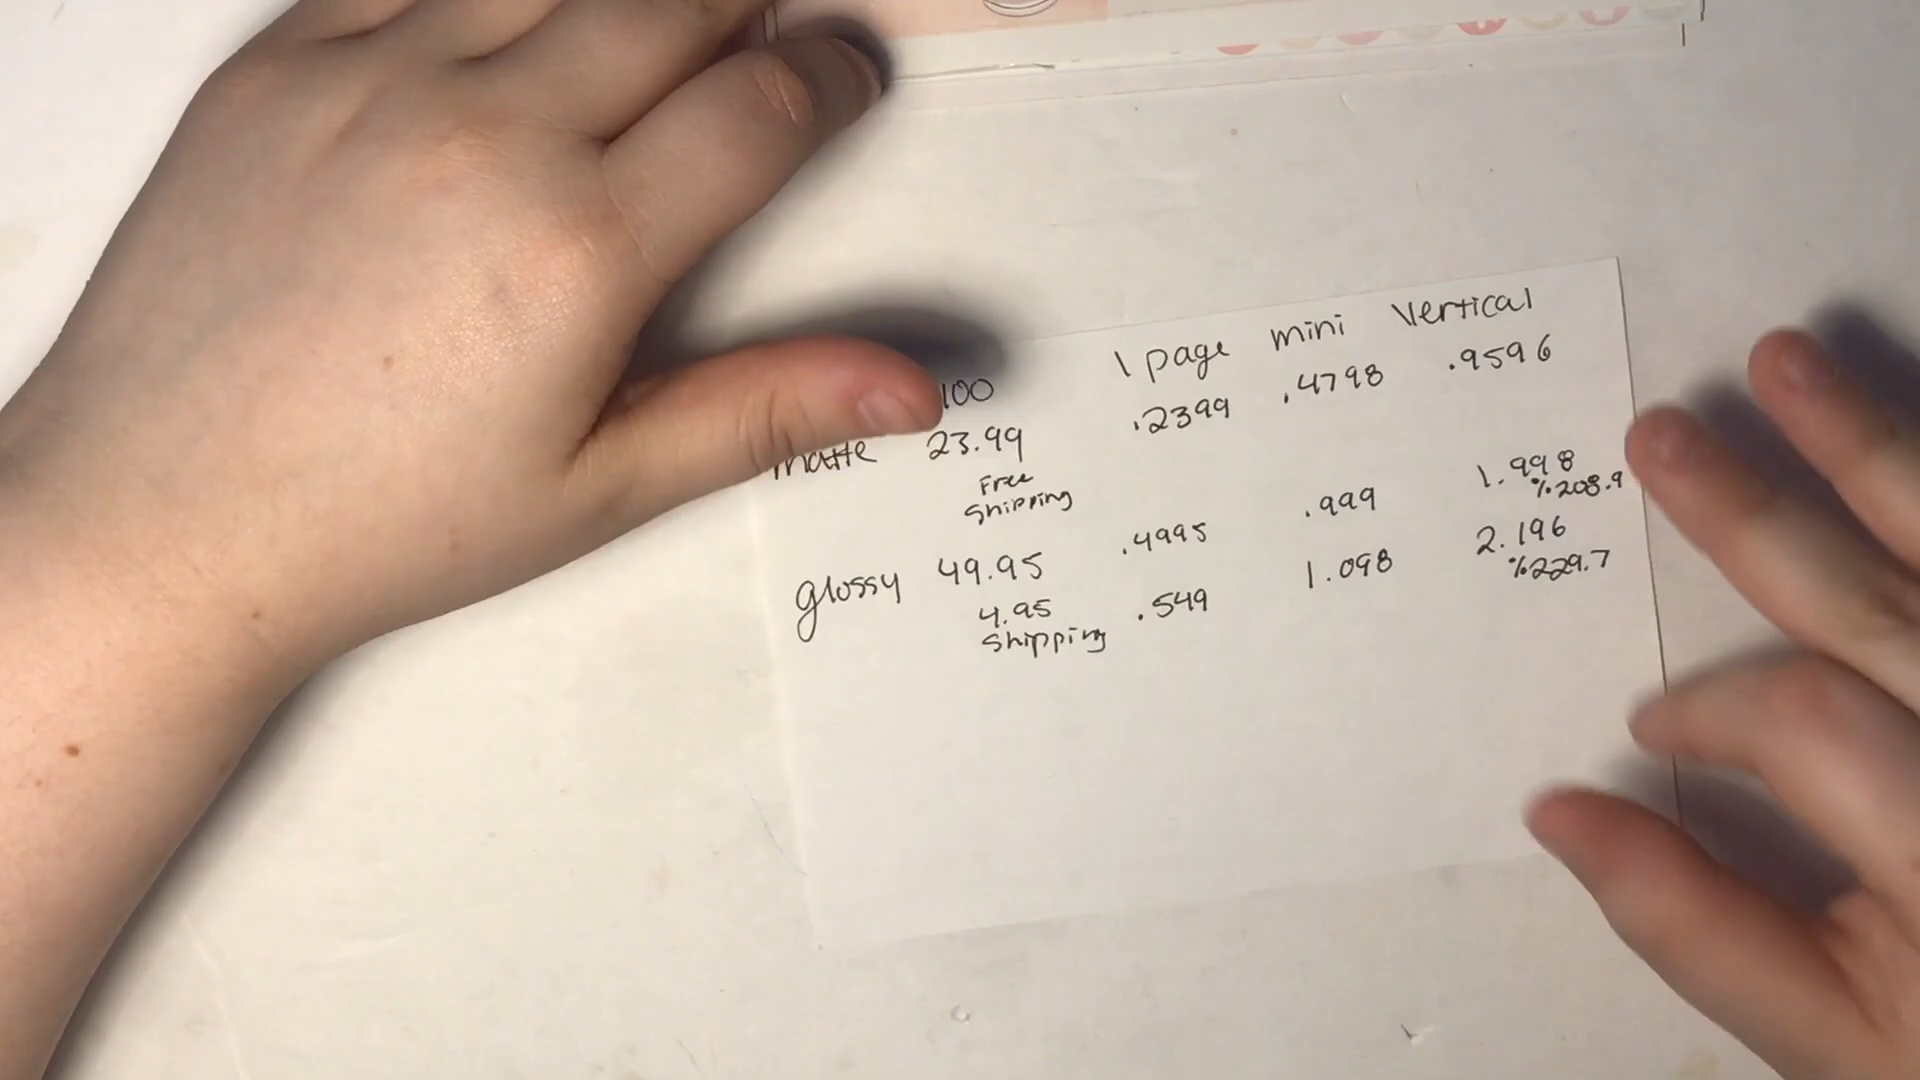 100 1 page mini vertical
matte 23.99 .2399 .4798 .9596
Free
Shipping
glossy 49.95 .4995 .999 1.998
%208.9
4.95 .549 1.098 2.196
Shipping %229.7